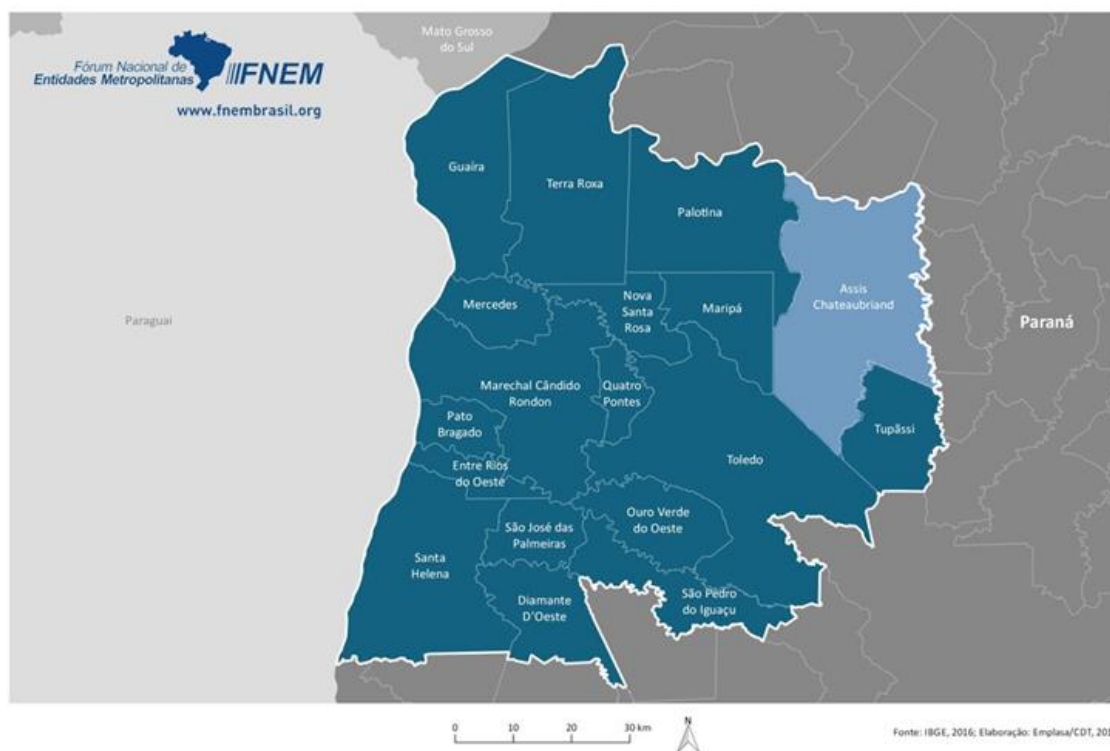 Mato Grosso
do Sul
Fórum Nacional de
Entidades Metropolitanas
FNEM
www.fnembrasil.org
Guaíra
Terra Roxa
Palotina
Assis
Chateaubriand
Mercedes
Nova
Santa
Rosa
Maripá
Paraguai
Paraná
Marechal Cândido
Rondon
Quatro
Pontes
Pato
Bragado
Tupãssi
Entre Rios
do Oeste
Toledo
São José das
Palmeiras
Ouro Verde
do Oeste
Santa
Helena
Diamante
D'Oeste
São Pedro
do Iguaçu
0 10 20 30 km
N
Fonte: IBGE, 2016; Elaboração: Emplasa/CDT,